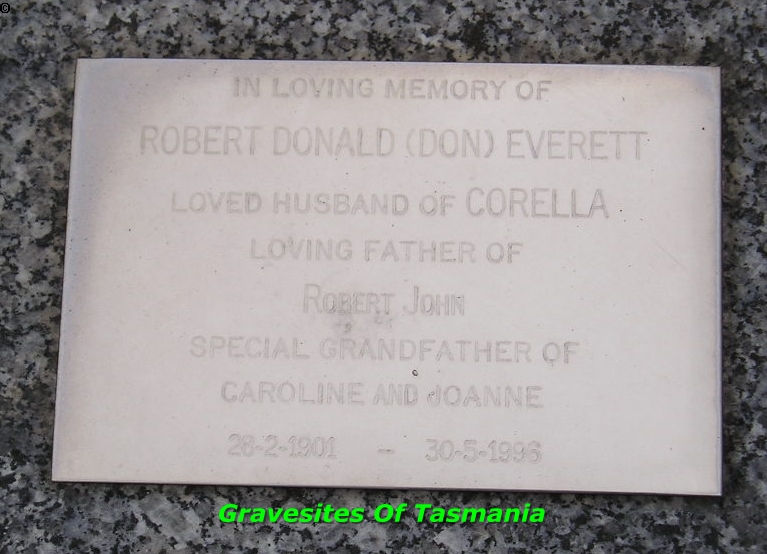 ©
IN LOVING MEMORY OF
ROBERT DONALD (DON) EVERETT
LOVED HUSBAND OF CORELLA
LOVING FATHER OF
ROBERT JOHN
SPECIAL GRANDFATHER OF
CAROLINE AND JOANNE
28-2-1901 - 30-5-1996
Gravesites Of Tasmania